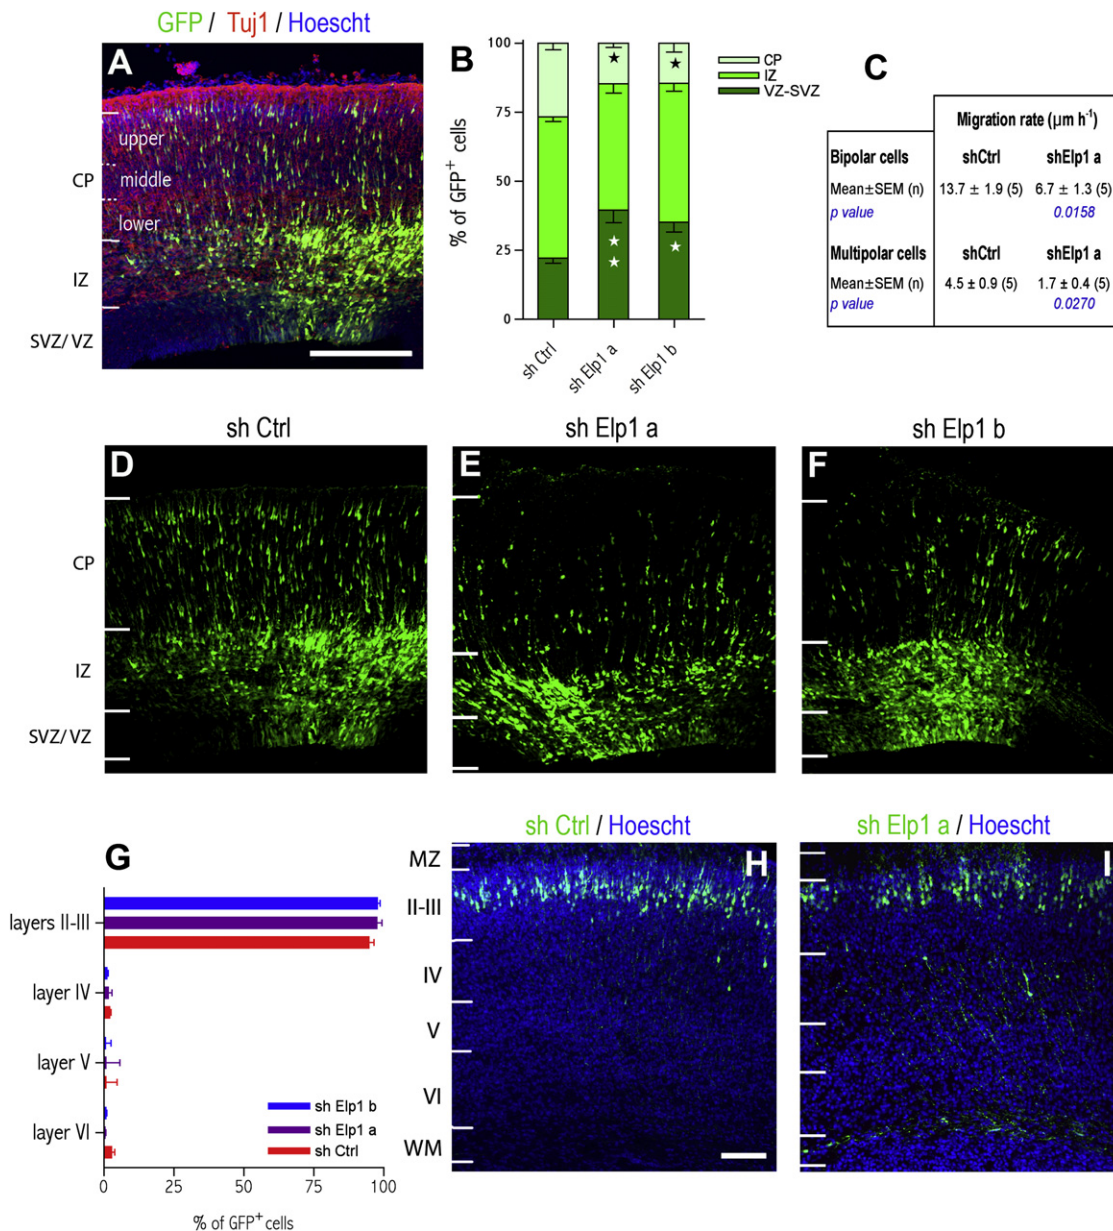 GFP / Tuj1 / Hoescht
A
upper
CP
middle
lower
IZ
SVZ/ VZ
B
% of GFP+ cells
100
75
50
25
0
★
★
★
★
★
sh Ctrl
sh Elp1 a
sh Elp1 b
CP
IZ
VZ-SVZ
C
Migration rate (µm h-1)
Bipolar cells shCtrl shElp1 a
Mean±SEM (n) 13.7 ± 1.9 (5) 6.7 ± 1.3 (5)
p value 0.0158
Multipolar cells shCtrl shElp1 a
Mean±SEM (n) 4.5 ± 0.9 (5) 1.7 ± 0.4 (5)
p value 0.0270
sh Ctrl
sh Elp1 a
sh Elp1 b
D
E
F
CP
IZ
SVZ/ VZ
G
layers II-III
layer IV
layer V
layer VI
sh Elp1 b
sh Elp1 a
sh Ctrl
0 25 50 75 100
% of GFP+ cells
sh Ctrl / Hoescht
sh Elp1 a / Hoescht
H
I
MZ
II-III
IV
V
VI
WM